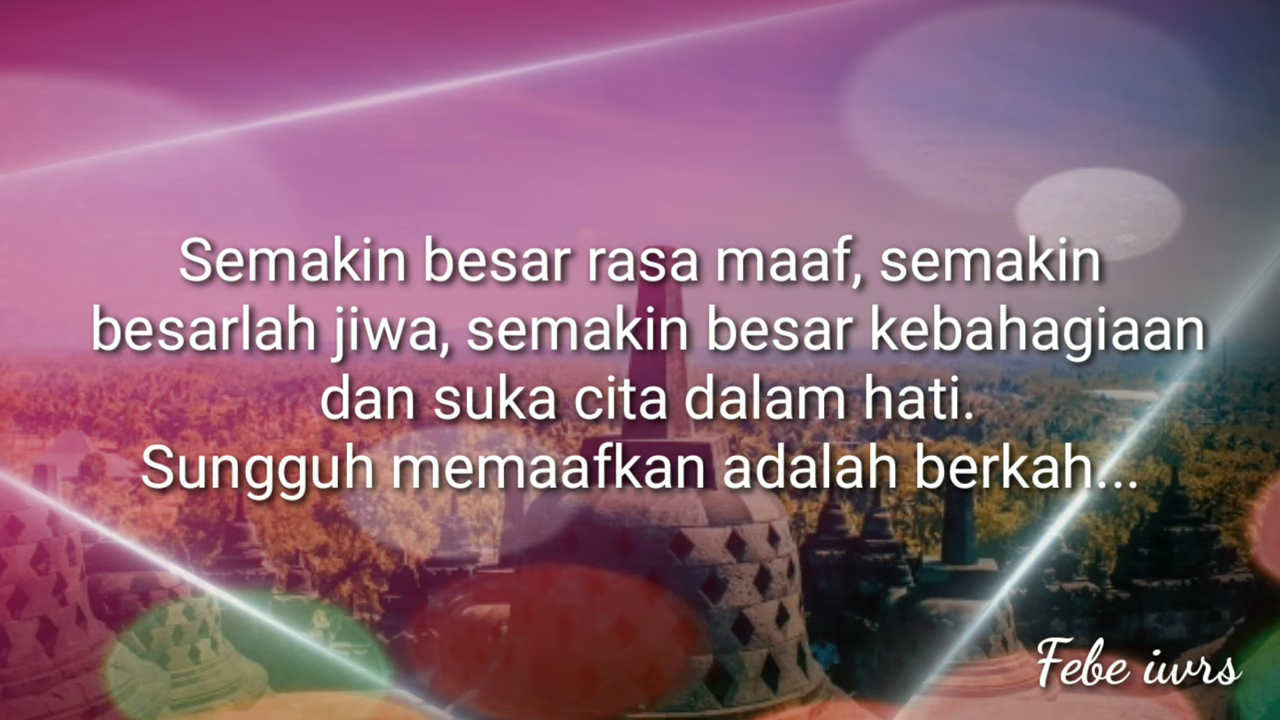 Semakin besar rasa maaf, semakin
besarlah jiwa, semakin besar kebahagiaan
dan suka cita dalam hati.
Sungguh memaafkan adalah berkah...
Febe iwrs